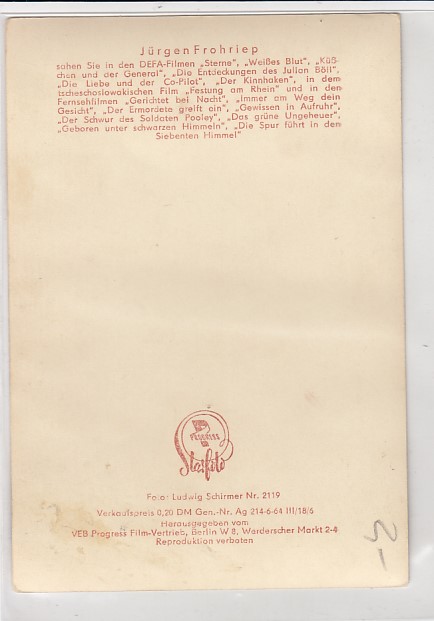 Jürgen Frohriep
sahen Sie in den DEFA-Filmen „Sterne", „Weißes Blut", „Küß-
chen und der General", „Die Entdeckungen des Julian Böll",
„Die Liebe und der Co-Pilot", „Der Kinnhaken", in dem
tschechoslowakischen Film „Festung am Rhein" und in den
Fernsehfilmen „Gerichtet bei Nacht", „Immer am Weg dein
Gesicht", „Der Ermordete greift ein", „Gewissen in Aufruhr",
„Der Schwur des Soldaten Pooley", „Das grüne Ungeheuer",
„Geboren unter schwarzen Himmeln", „Die Spur führt in den
Siebenten Himmel"
PROGRESS
Starfoto
Foto: Ludwig Schirmer Nr. 2119
Verkaufspreis 0,20 DM Gen.-Nr. Ag 214-6-64 III/18/6
Herausgegeben vom
VEB Progress Film-Vertrieb, Berlin W 8, Werderscher Markt 2-4
Reproduktion verboten